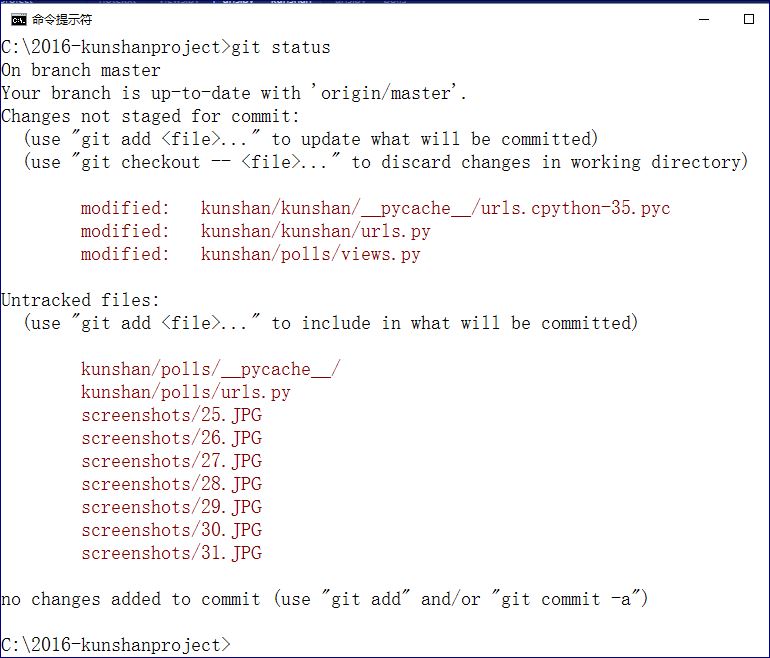 命令提示符
C:\2016-kunshanproject>git status
On branch master
Your branch is up-to-date with 'origin/master'.
Changes not staged for commit:
  (use "git add <file>..." to update what will be committed)
  (use "git checkout -- <file>..." to discard changes in working directory)

        modified:   kunshan/kunshan/__pycache__/urls.cpython-35.pyc
        modified:   kunshan/kunshan/urls.py
        modified:   kunshan/polls/views.py

Untracked files:
  (use "git add <file>..." to include in what will be committed)

        kunshan/polls/__pycache__/
        kunshan/polls/urls.py
        screenshots/25.JPG
        screenshots/26.JPG
        screenshots/27.JPG
        screenshots/28.JPG
        screenshots/29.JPG
        screenshots/30.JPG
        screenshots/31.JPG

no changes added to commit (use "git add" and/or "git commit -a")

C:\2016-kunshanproject>